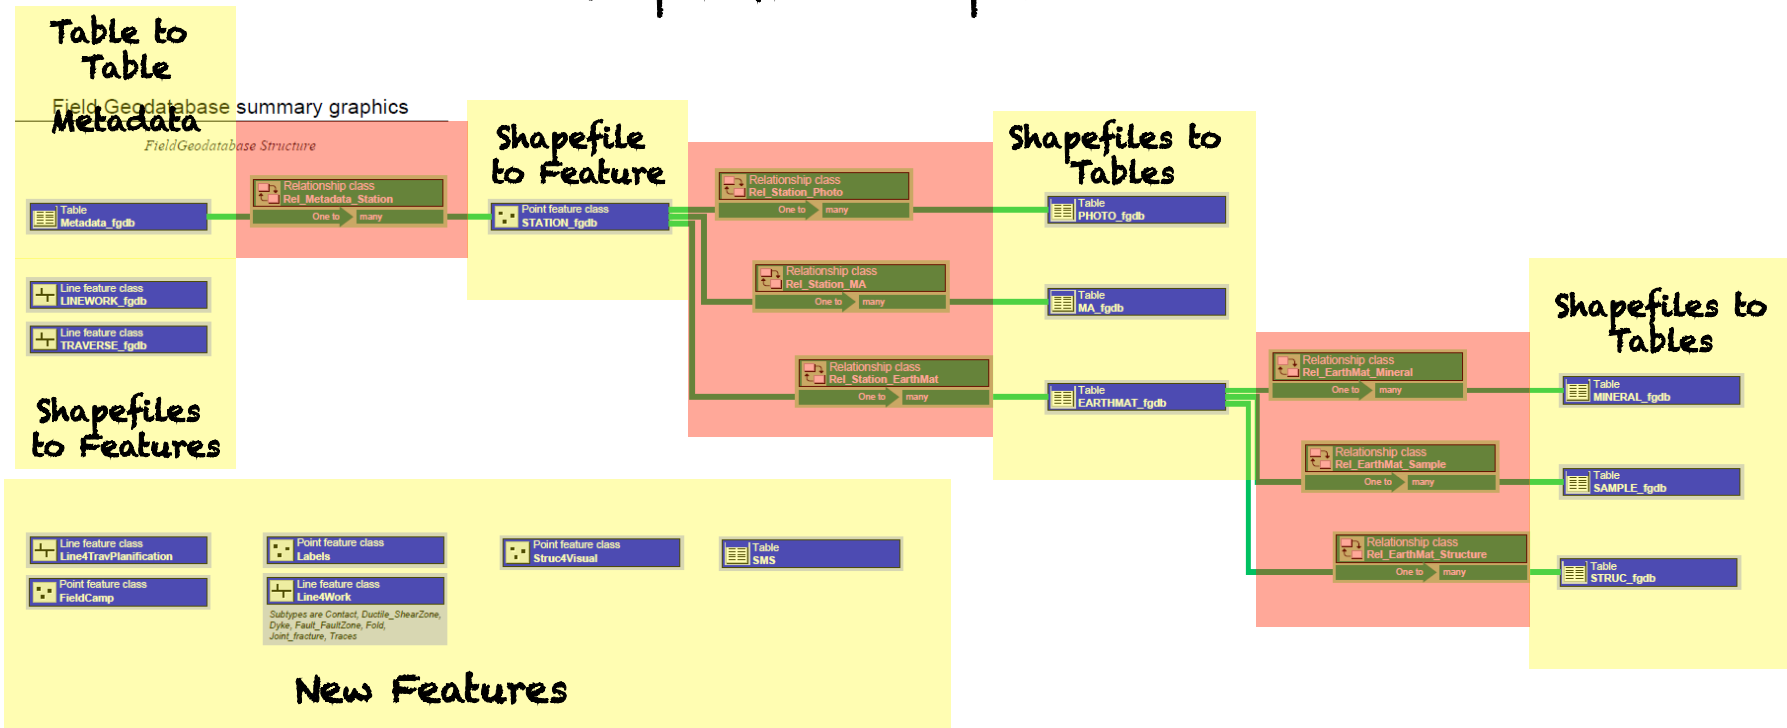 Table to
Table
Metadata
Field Geodatabase summary graphics
FieldGeodatabase Structure
Table
Metadata_fgdb
Relationship class
Rel_Metadata_Station
One to many
Shapefile
to Feature
Point feature class
STATION_fgdb
Relationship class
Rel_Station_Photo
One to many
Relationship class
Rel_Station_MA
One to many
Relationship class
Rel_Station_EarthMat
One to many
Shapefiles to
Tables
Table
PHOTO_fgdb
Table
MA_fgdb
Table
EARTHMAT_fgdb
Relationship class
Rel_EarthMat_Mineral
One to many
Relationship class
Rel_EarthMat_Sample
One to many
Relationship class
Rel_EarthMat_Structure
One to many
Shapefiles to
Tables
Table
MINERAL_fgdb
Table
SAMPLE_fgdb
Table
STRUC_fgdb
Line feature class
LINEWORK_fgdb
Line feature class
TRAVERSE_fgdb
Shapefiles
to Features
Line feature class
Line4TravPlanification
Point feature class
FieldCamp
Point feature class
Labels
Line feature class
Line4Work
Subtypes are Contact, Ductile_ShearZone,
Dyke, Fault_FaultZone, Fold,
Joint_fracture, Traces
Point feature class
Struc4Visual
Table
SMS
New Features